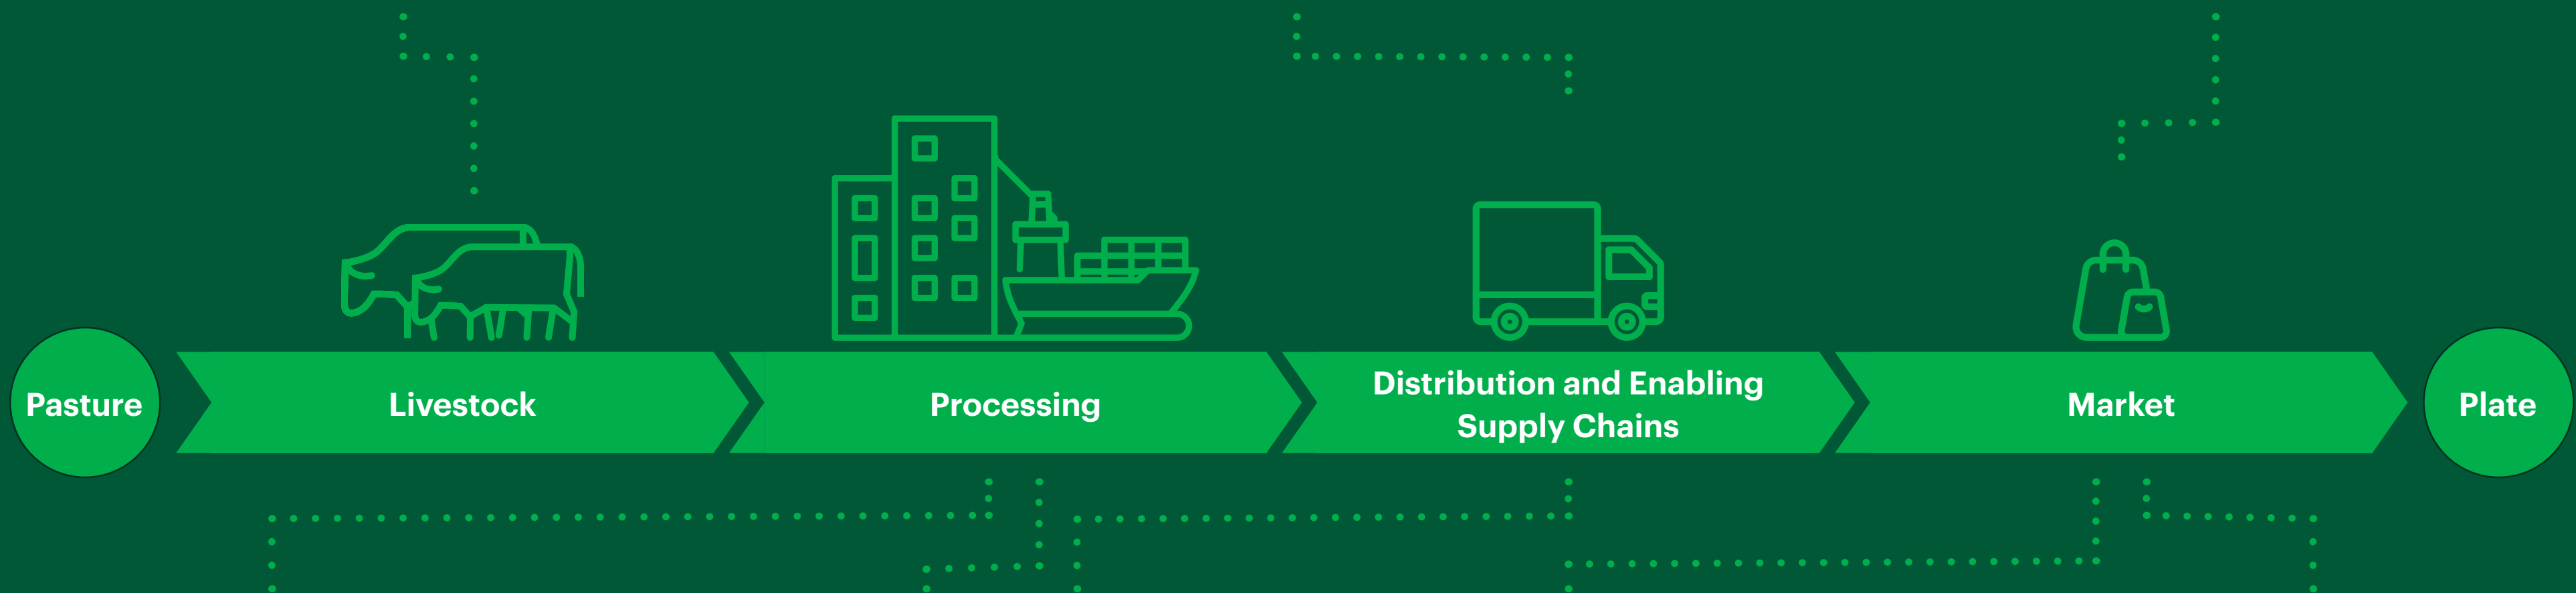 Pasture
Livestock
Processing
Distribution and Enabling
Supply Chains
Market
Plate